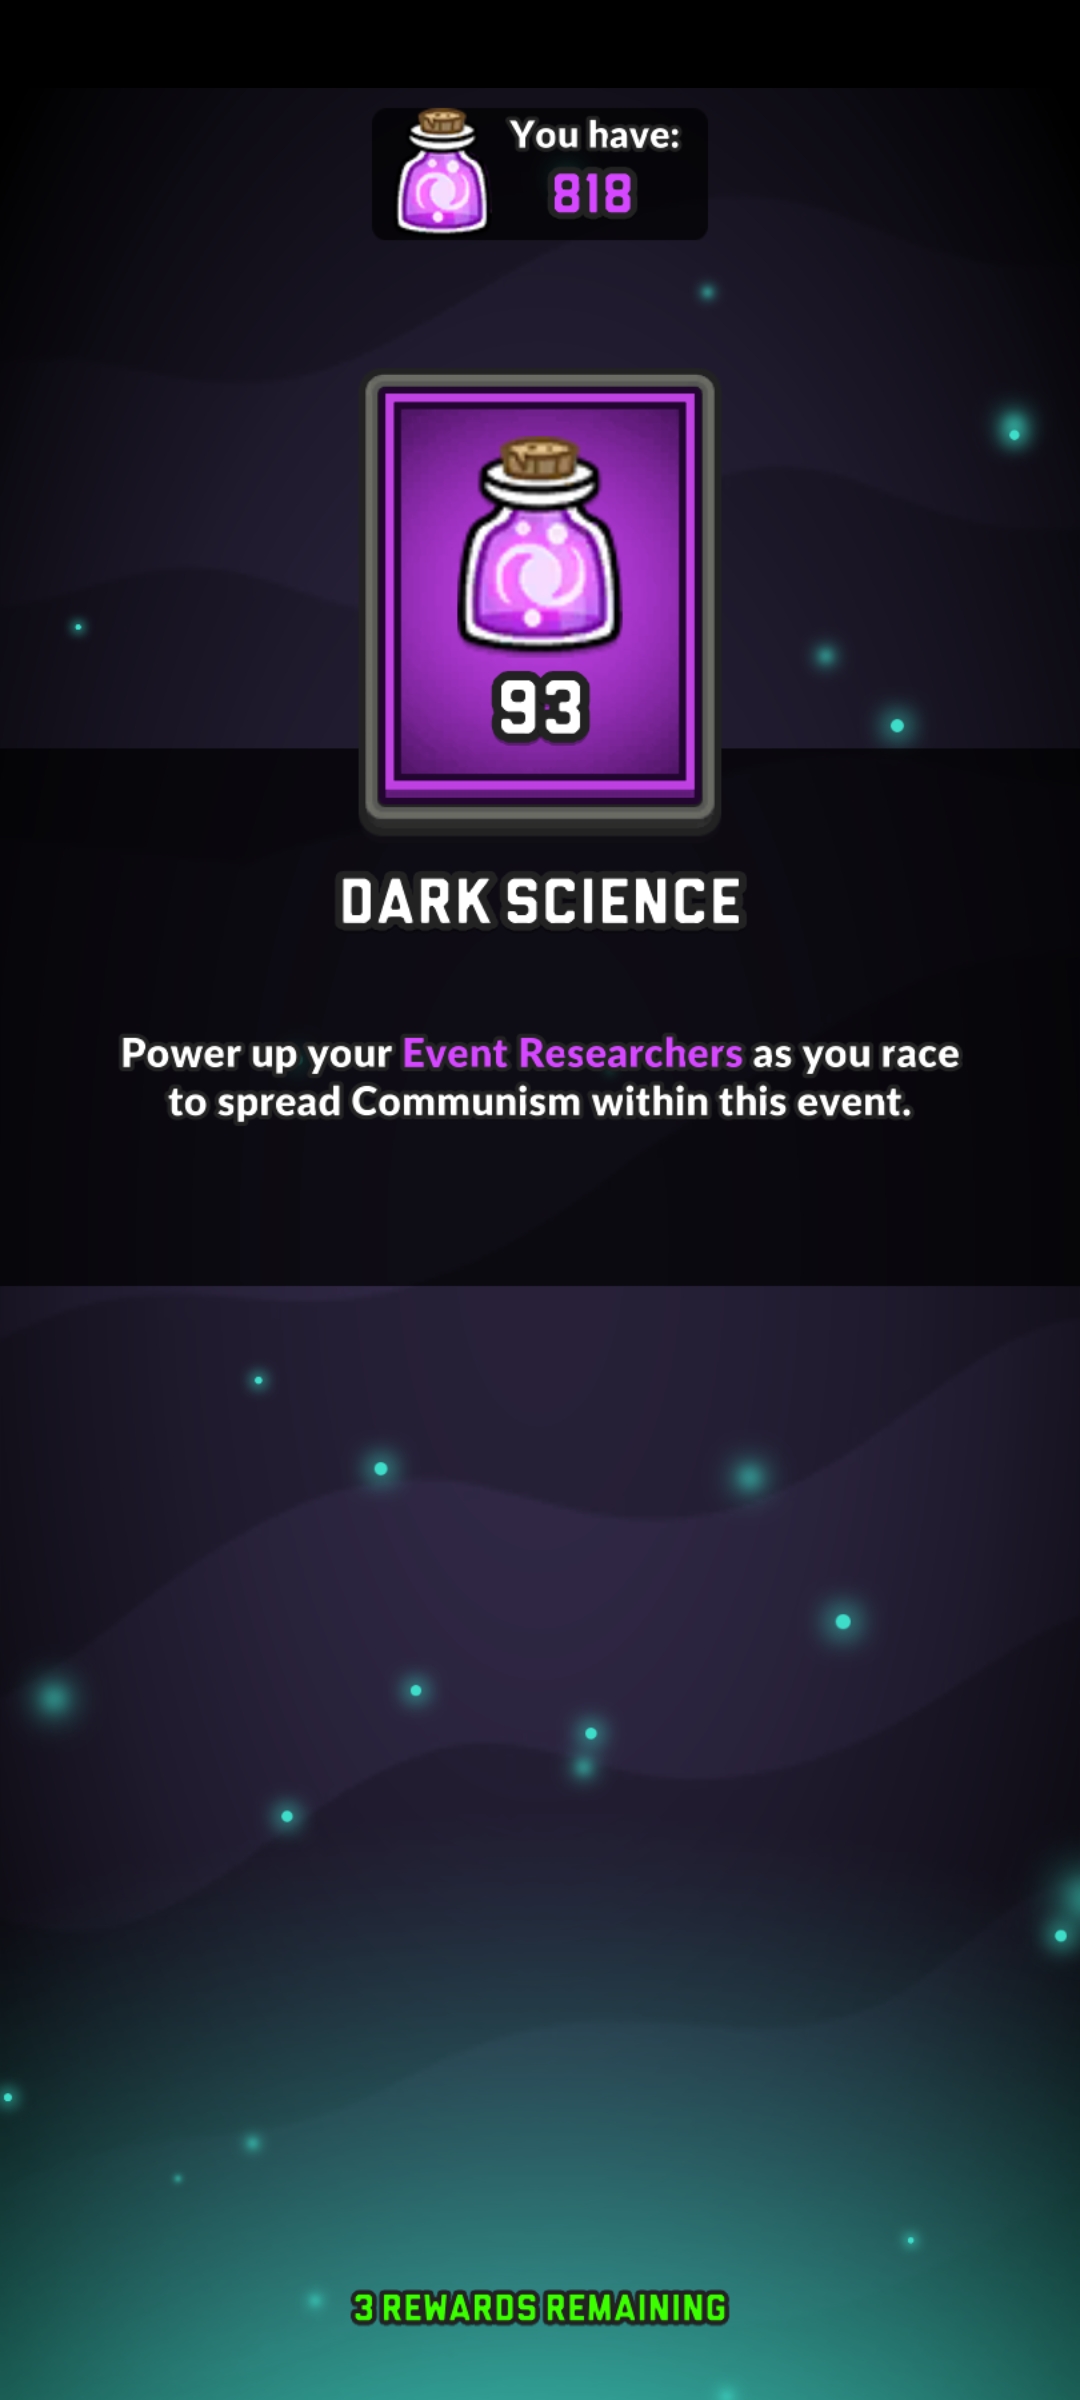 You have:
818
93
DARK SCIENCE
Power up your Event Researchers as you race
to spread Communism within this event.
3 REWARDS REMAINING